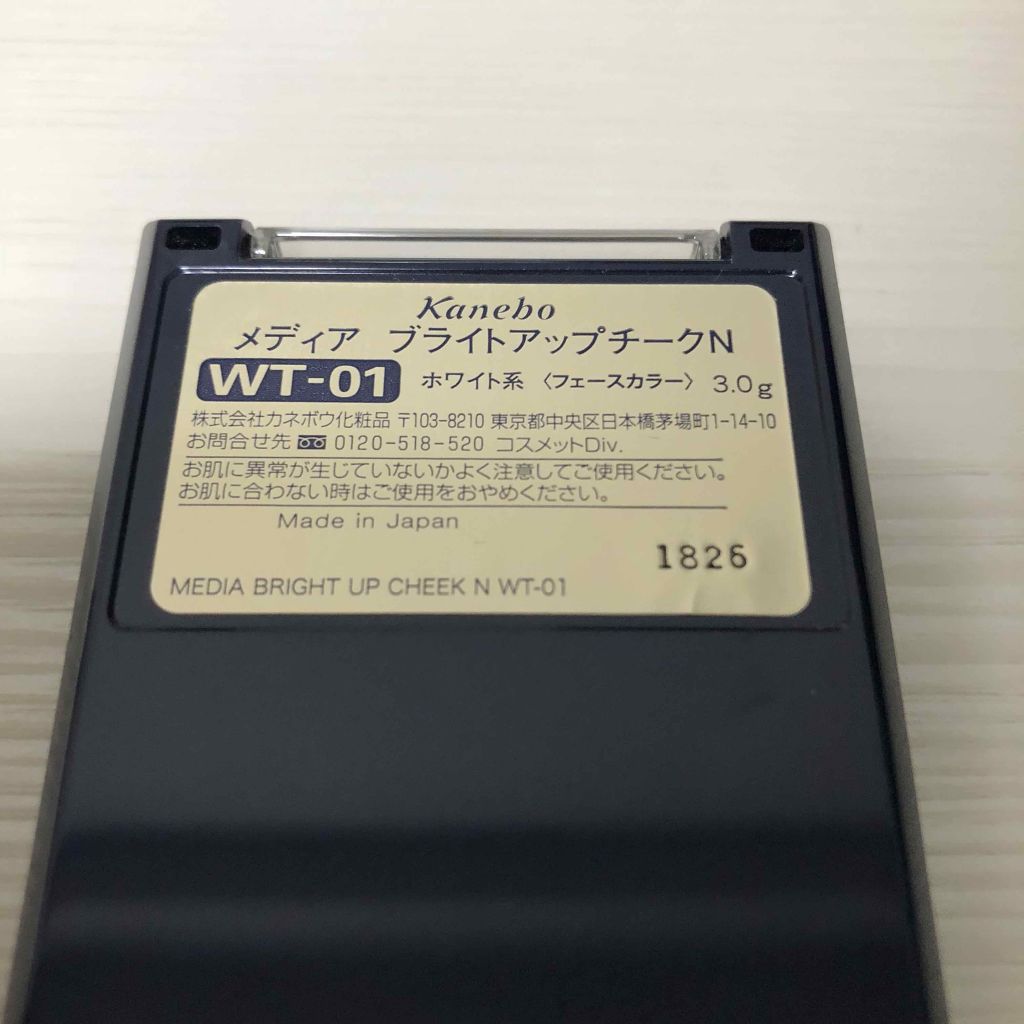 Kanebo
メディア　ブライトアップチークN
WT-01 ホワイト系 〈フェースカラー〉 3.0g
株式会社カネボウ化粧品 〒103-8210 東京都中央区日本橋茅場町1-14-10
お問合せ先 0120-518-520 コスメットDiv.
お肌に異常が生じていないかよく注意してご使用ください。
お肌に合わない時はご使用をおやめください。
Made in Japan
1826
MEDIA BRIGHT UP CHEEK N WT-01